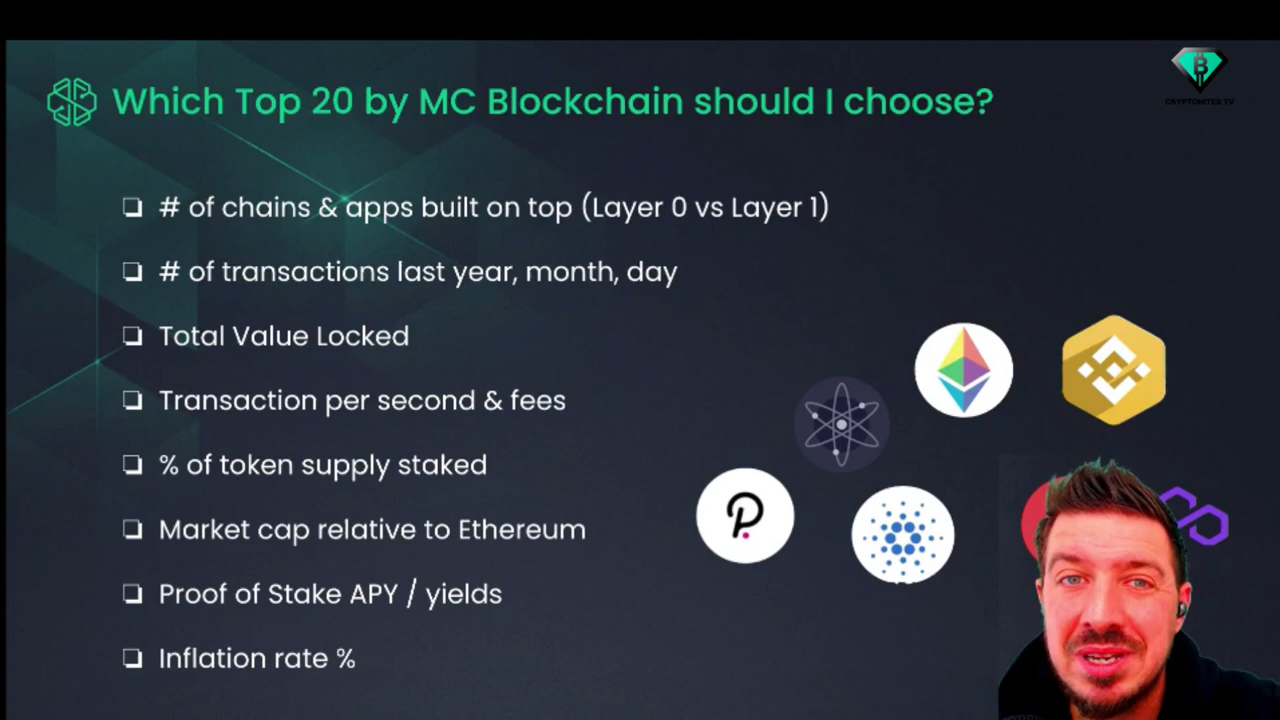 Which Top 20 by MC Blockchain should I choose?
CRYPTONITES TV
# of chains & apps built on top (Layer 0 vs Layer 1)
# of transactions last year, month, day
Total Value Locked
Transaction per second & fees
% of token supply staked
Market cap relative to Ethereum
Proof of Stake APY / yields
Inflation rate %